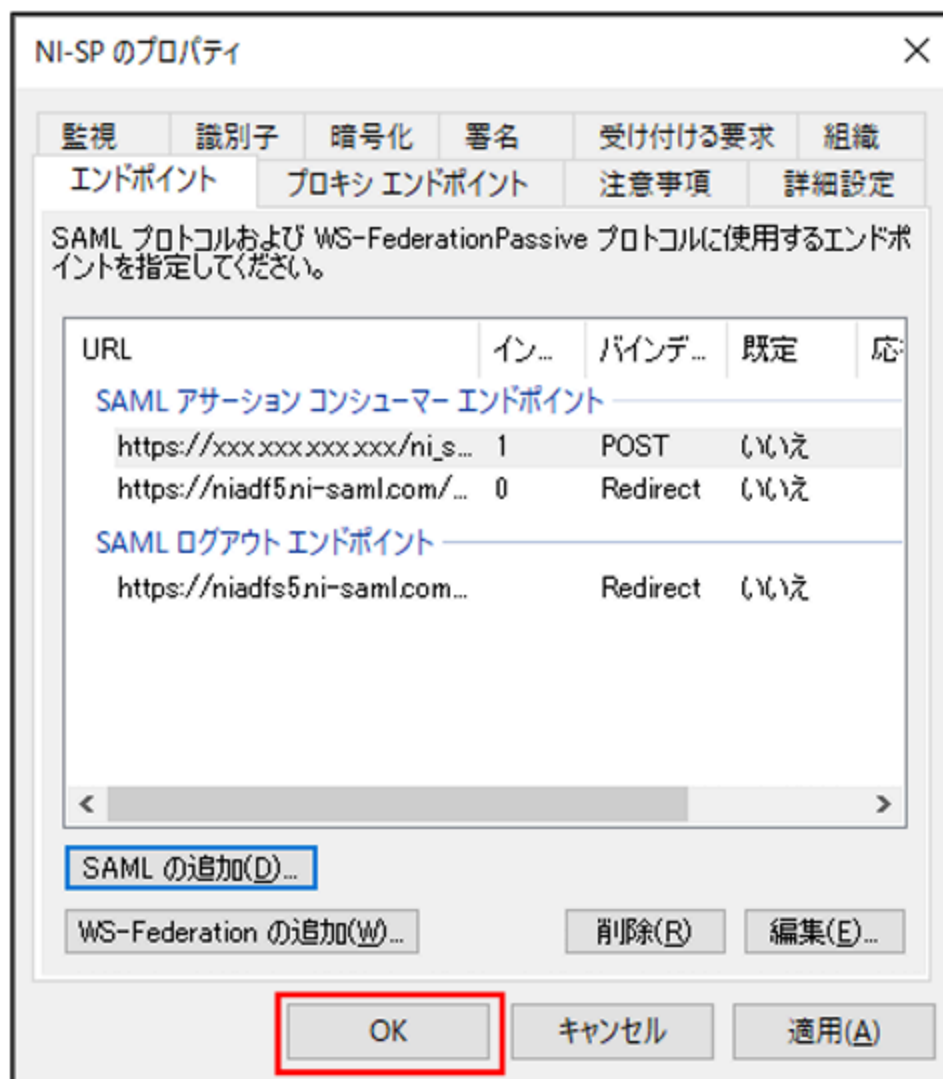 NI-SP のプロパティ
監視 識別子 暗号化 署名 受け付ける要求 組織
エンドポイント プロキシ エンドポイント 注意事項 詳細設定
SAML プロトコルおよび WS-FederationPassive プロトコルに使用するエンドポ
イントを指定してください。
URL イン... バインデ... 既定
SAML アサーション コンシューマー エンドポイント
https://xxx.xxx.xxx.xxx/ni_s... 1 POST いいえ
https://niadf5.ni-saml.com/... 0 Redirect いいえ
SAML ログアウト エンドポイント
https://niadfs5.ni-saml.com... Redirect いいえ
SAML の追加(D)...
WS-Federation の追加(W)... 削除(R) 編集(E)...
OK キャンセル 適用(A)